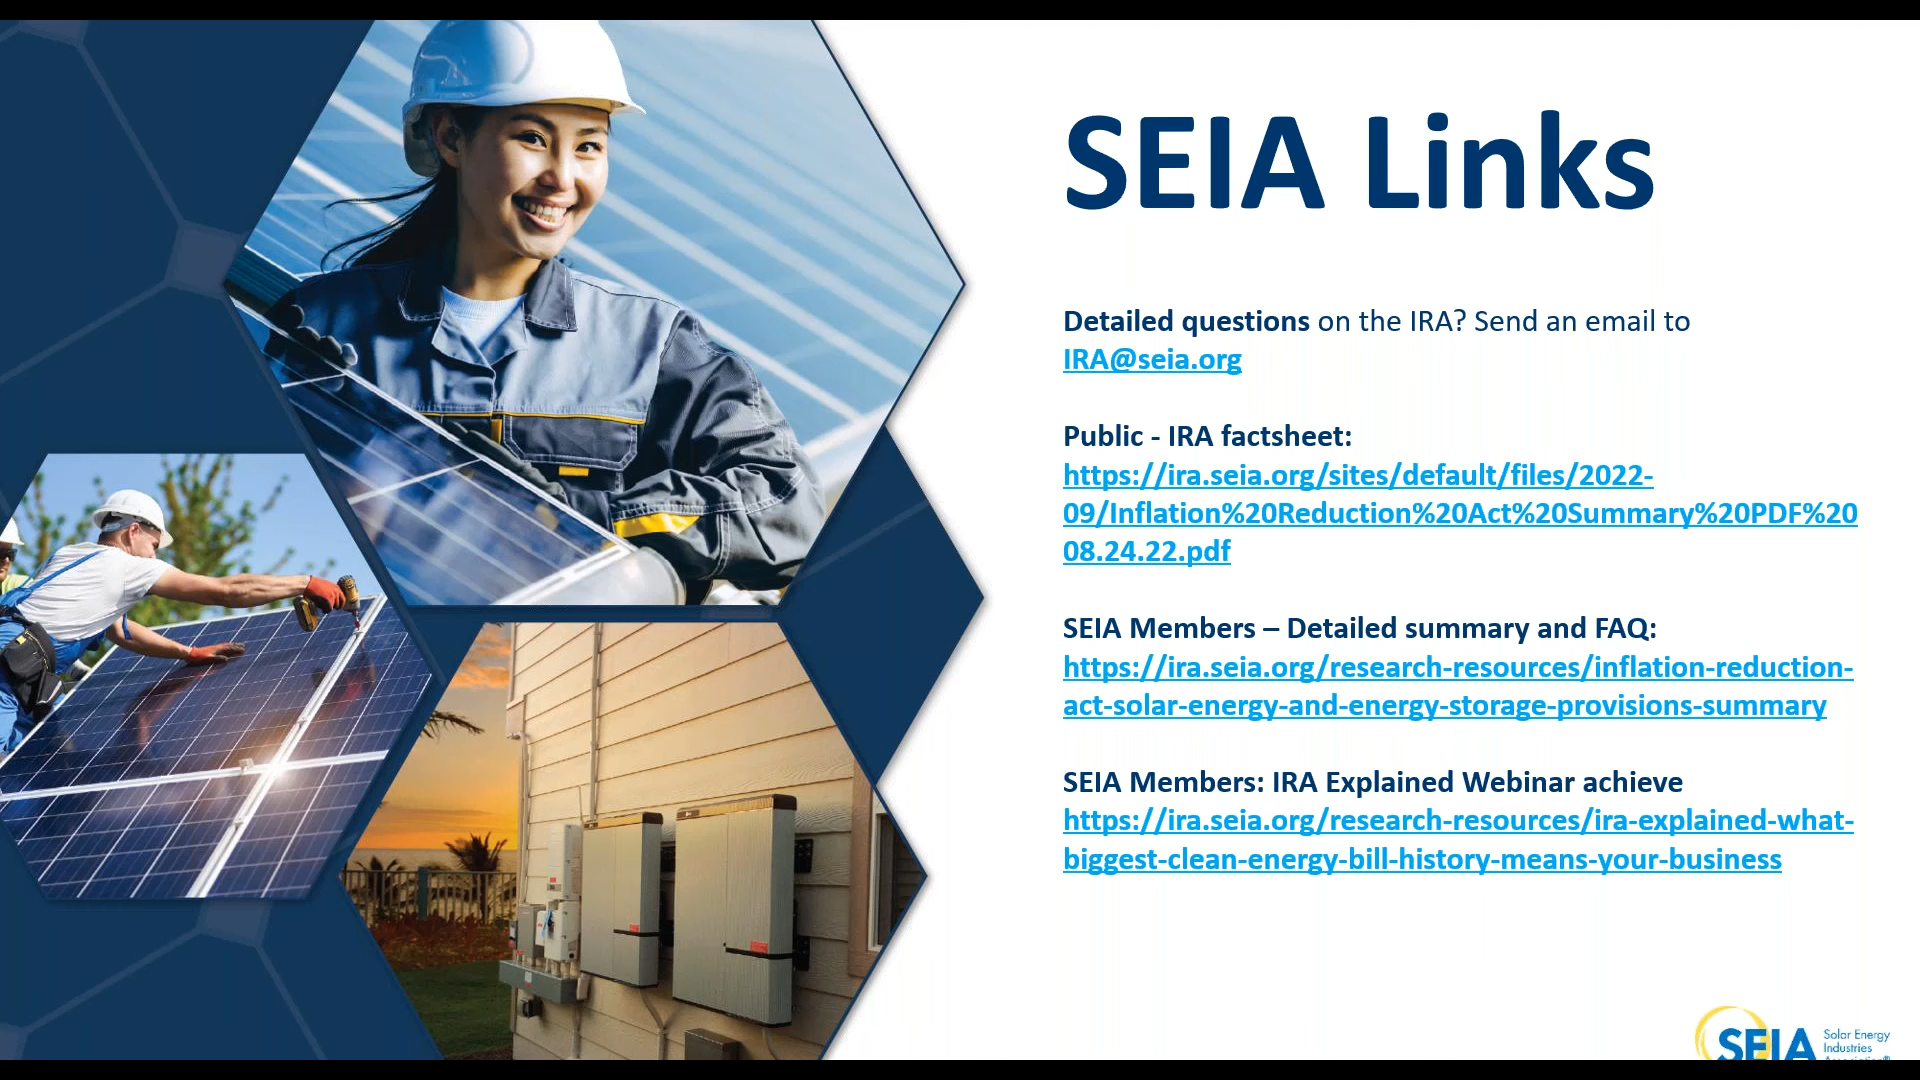 SEIA Links
Detailed questions on the IRA? Send an email to
IRA@seia.org
Public - IRA factsheet:
https://ira.seia.org/sites/default/files/2022-
09/Inflation%20Reduction%20Act%20Summary%20PDF%20
08.24.22.pdf
SEIA Members – Detailed summary and FAQ:
https://ira.seia.org/research-resources/inflation-reduction-
act-solar-energy-and-energy-storage-provisions-summary
SEIA Members: IRA Explained Webinar achieve
https://ira.seia.org/research-resources/ira-explained-what-
biggest-clean-energy-bill-history-means-your-business
SEIA
Solar Energy
Industries